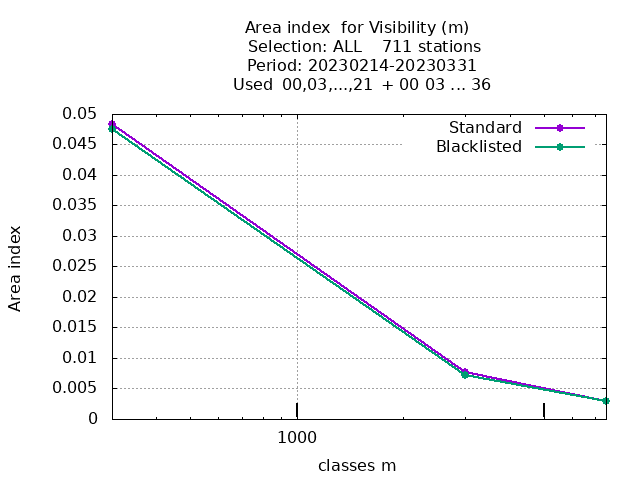 Area index  for Visibility (m)
Selection: ALL    711 stations
Period: 20230214-20230331
Used  00,03,...,21  + 00 03 ... 36
Standard
Blacklisted
0.05
0.045
0.04
0.035
0.03
0.025
0.02
0.015
0.01
0.005
0
Area index
1000
classes m